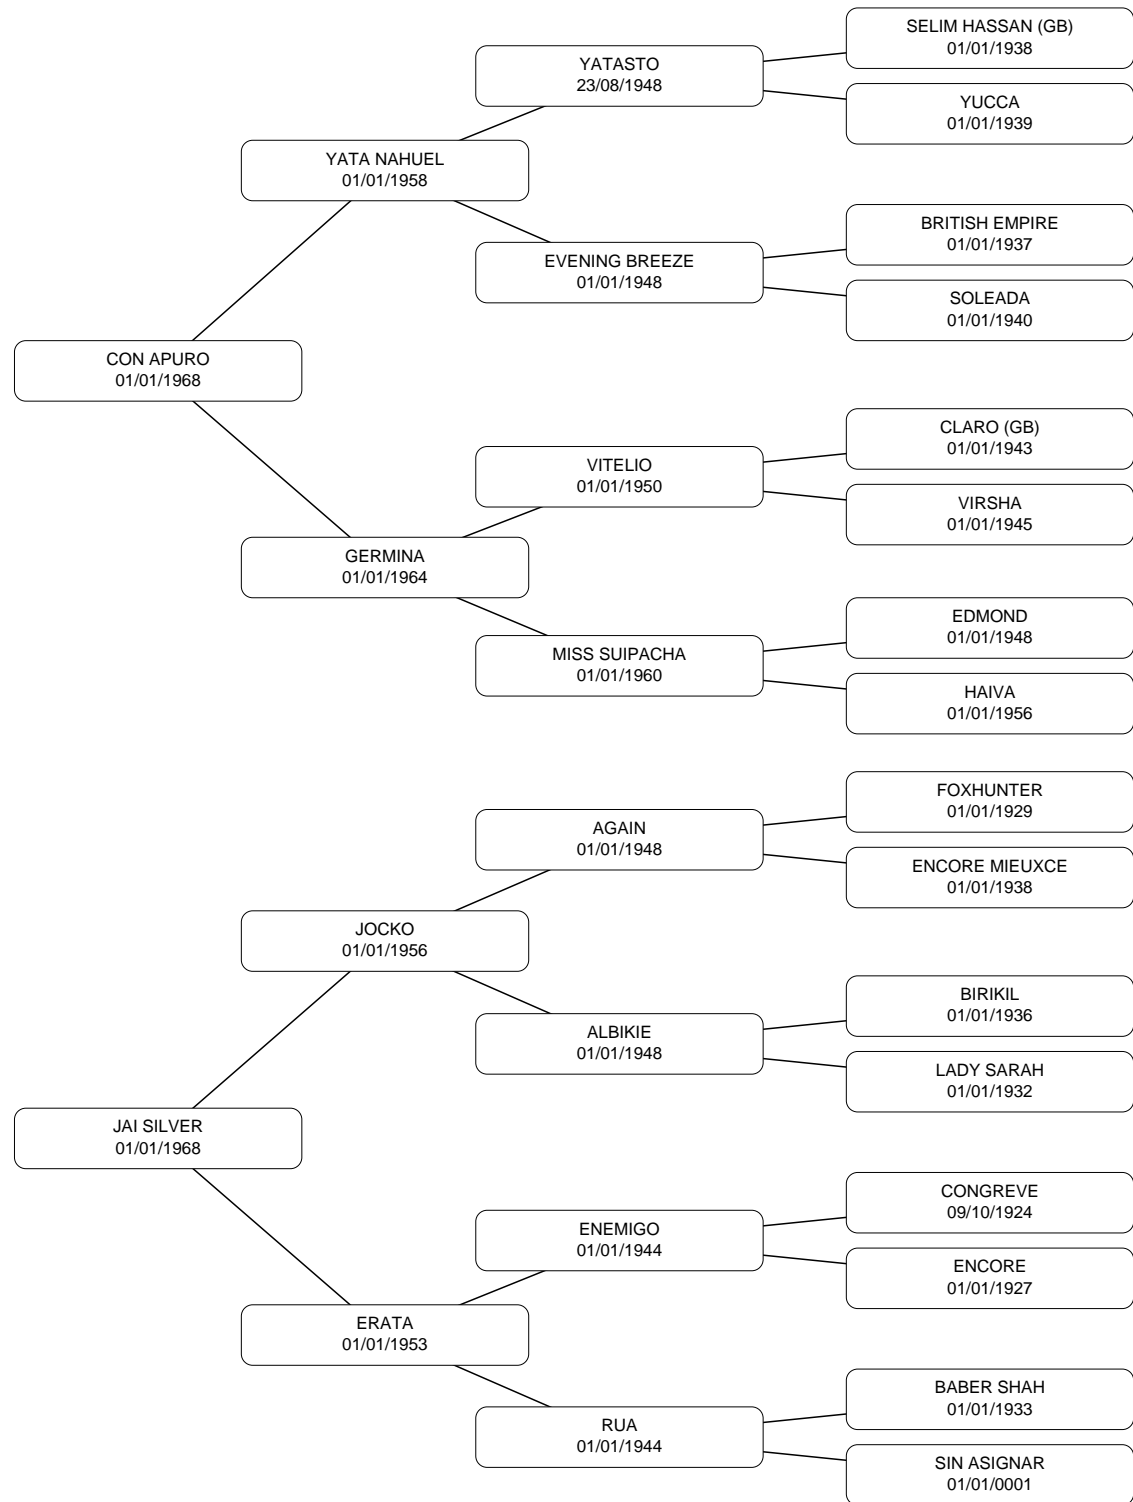 SELIM HASSAN (GB)
01/01/1938
YATASTO
23/08/1948
YUCCA
01/01/1939
YATA NAHUEL
01/01/1958
BRITISH EMPIRE
01/01/1937
EVENING BREEZE
01/01/1948
SOLEADA
01/01/1940
CON APURO
01/01/1968
CLARO (GB)
01/01/1943
VITELIO
01/01/1950
VIRSHA
01/01/1945
GERMINA
01/01/1964
EDMOND
01/01/1948
MISS SUIPACHA
01/01/1960
HAIVA
01/01/1956
FOXHUNTER
01/01/1929
AGAIN
01/01/1948
ENCORE MIEUXCE
01/01/1938
JOCKO
01/01/1956
BIRIKIL
01/01/1936
ALBIKIE
01/01/1948
LADY SARAH
01/01/1932
JAI SILVER
01/01/1968
CONGREVE
09/10/1924
ENEMIGO
01/01/1944
ENCORE
01/01/1927
ERATA
01/01/1953
BABER SHAH
01/01/1933
RUA
01/01/1944
SIN ASIGNAR
01/01/0001